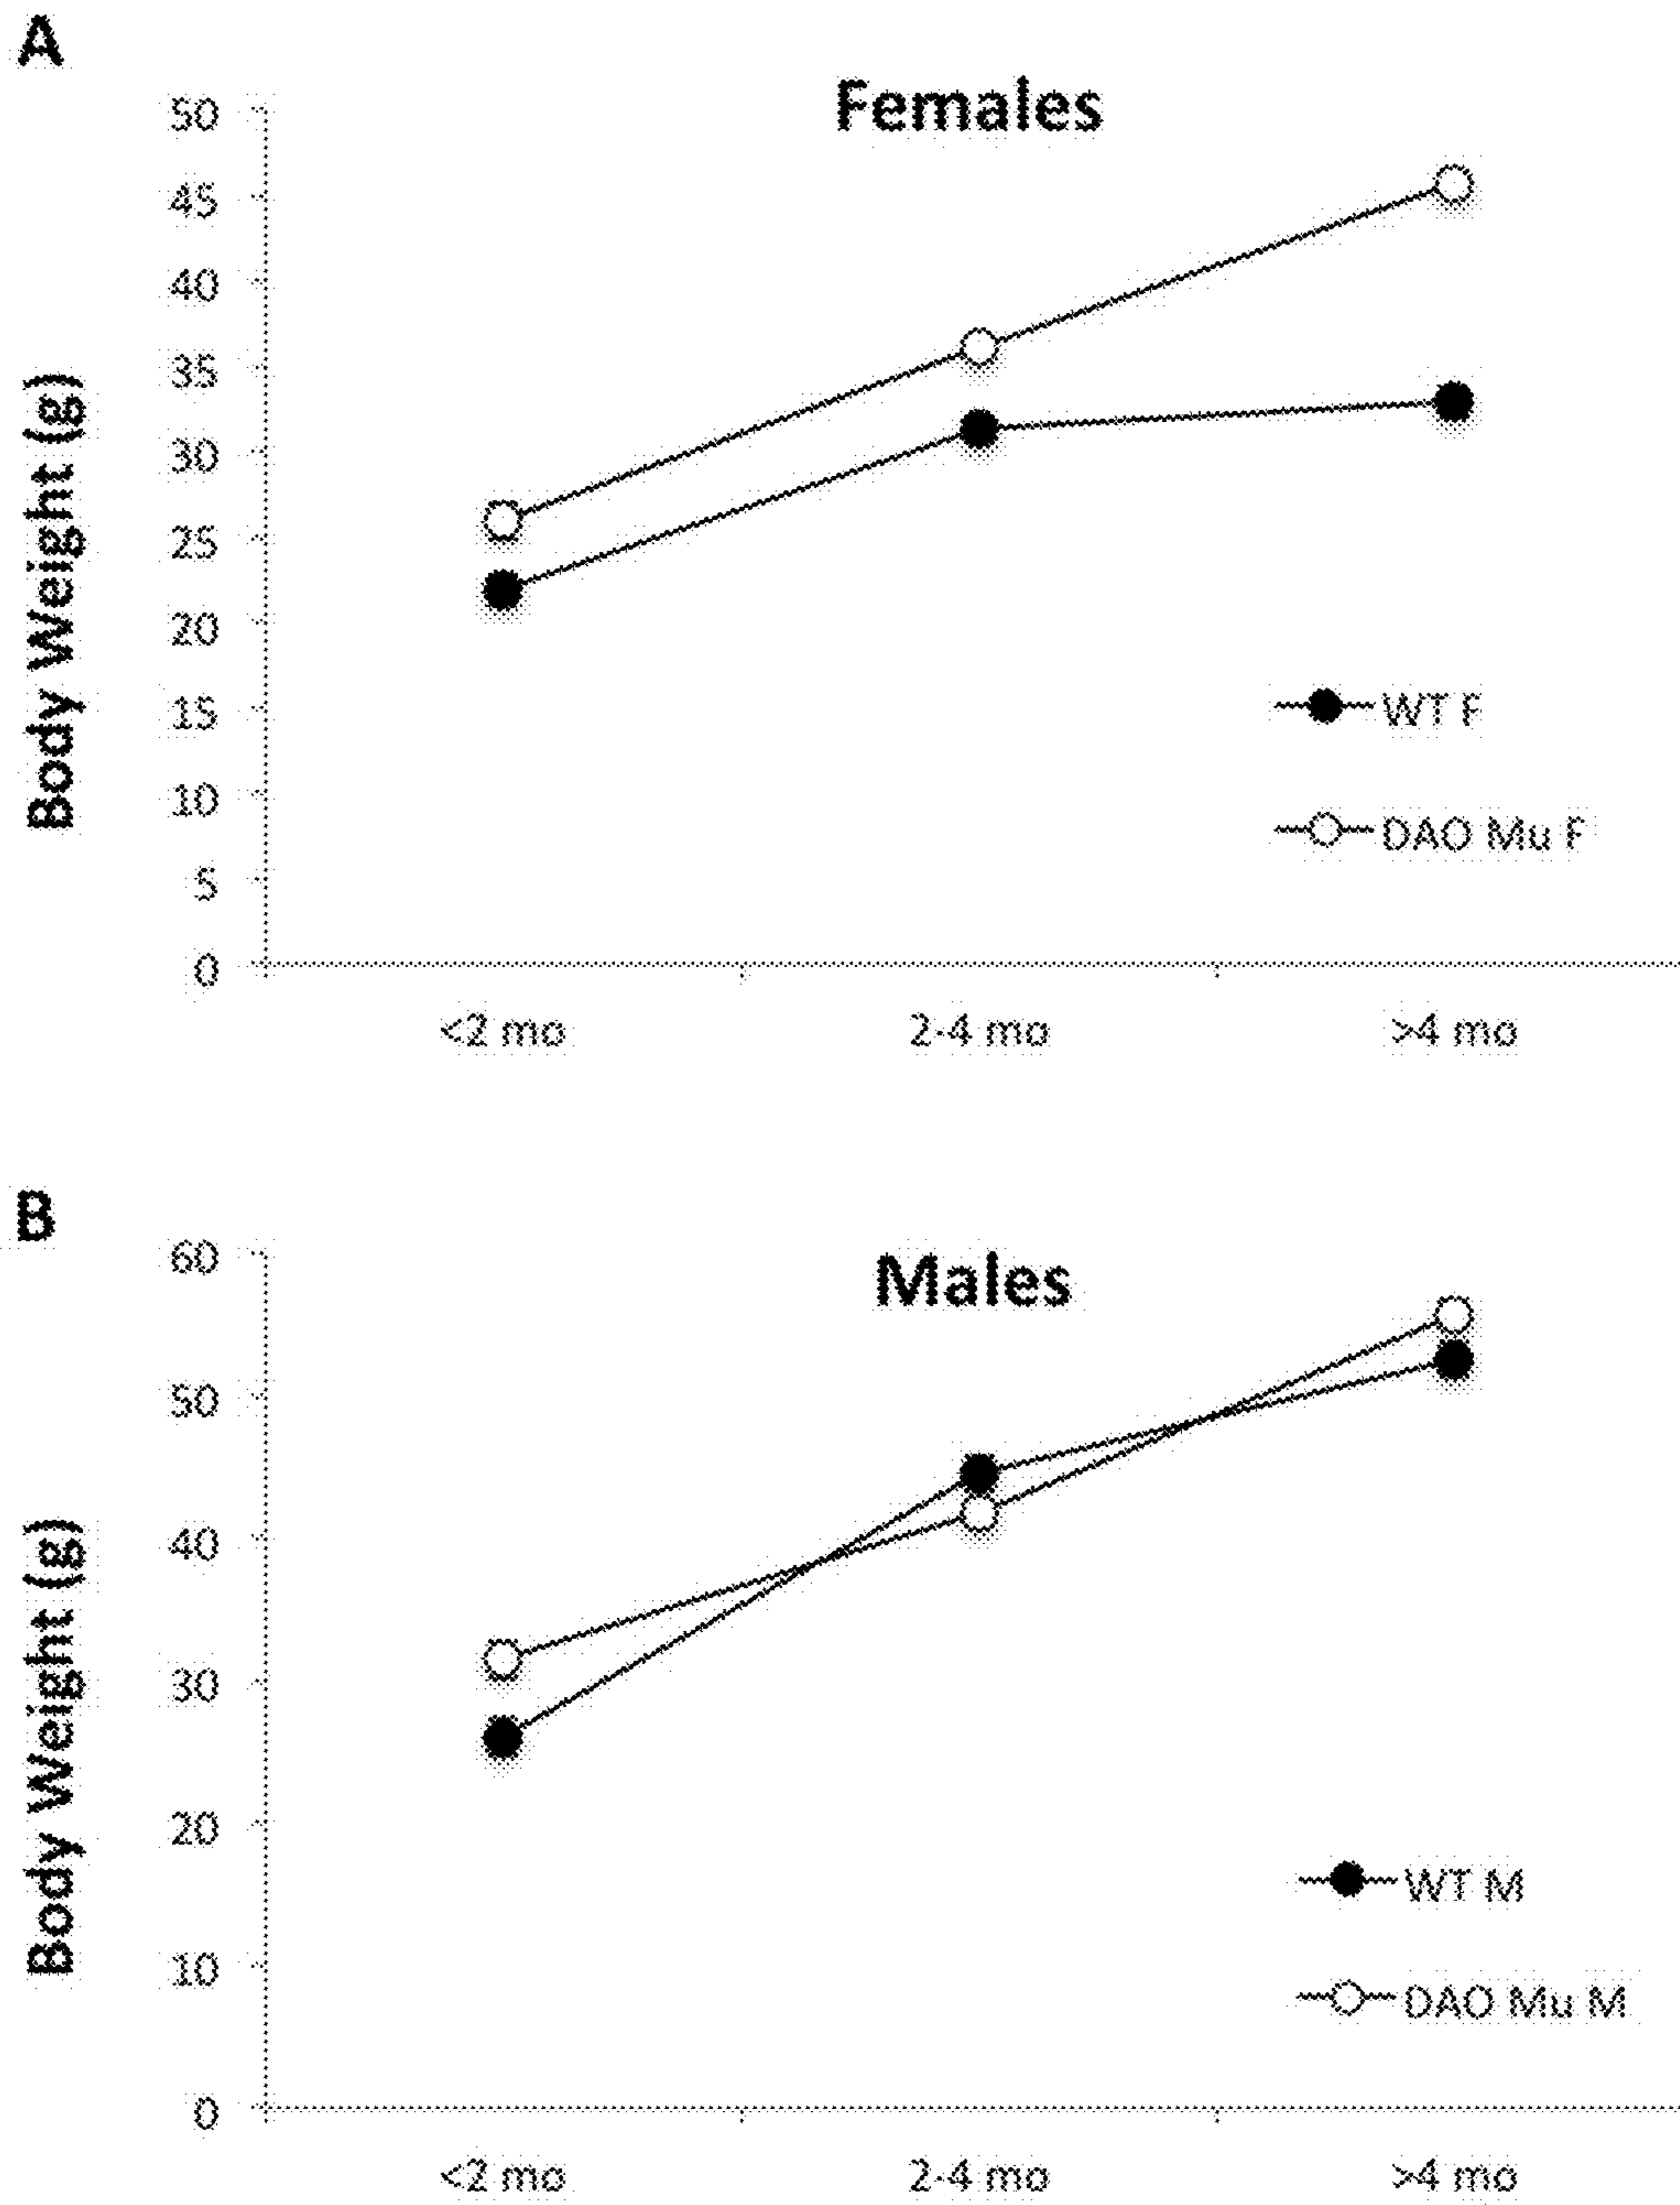 A
Females
50
45
40
35
30
25
20
15
10
5
0
Body Weight (g)
WT F
DAO Mu F
<2 mo
2-4 mo
>4 mo
B
Males
60
50
40
30
20
10
0
Body Weight (g)
WT M
DAO Mu M
<2 mo
2-4 mo
>4 mo